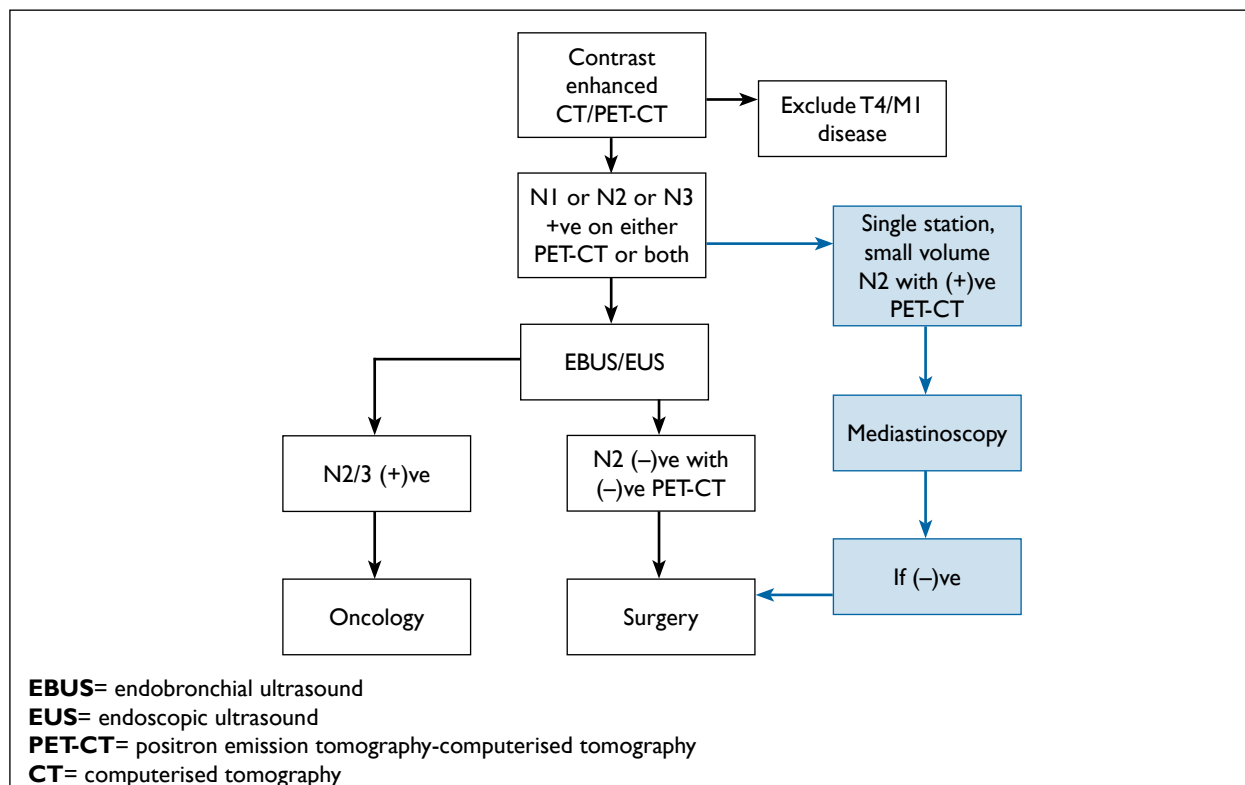 Contrast
enhanced
CT/PET-CT
Exclude T4/M1
disease
N1 or N2 or N3
+ve on either
PET-CT or both
Single station,
small volume
N2 with (+)ve
PET-CT
EBUS/EUS
Mediastinoscopy
N2/3 (+)ve
N2 (–)ve with
(–)ve PET-CT
If (–)ve
Oncology
Surgery
EBUS= endobronchial ultrasound
EUS= endoscopic ultrasound
PET-CT= positron emission tomography-computerised tomography
CT= computerised tomography